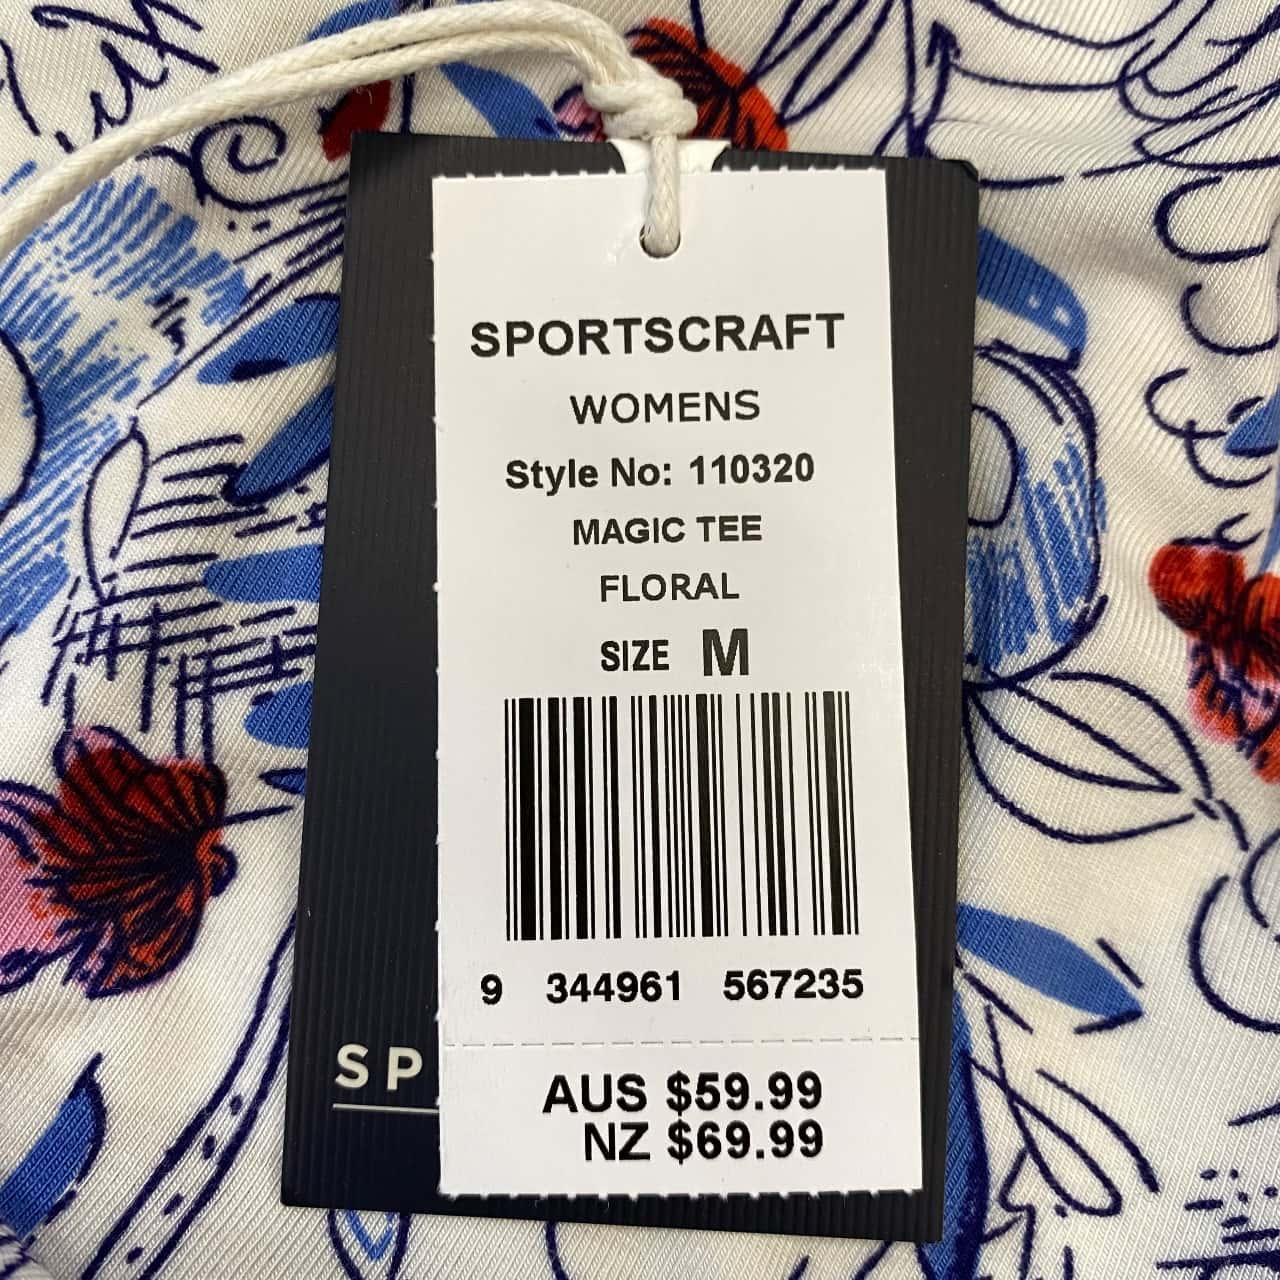 SPORTSCRAFT
WOMENS
Style No: 110320
MAGIC TEE
FLORAL
SIZE M
9 344961 567235
SP
AUS $59.99
NZ $69.99